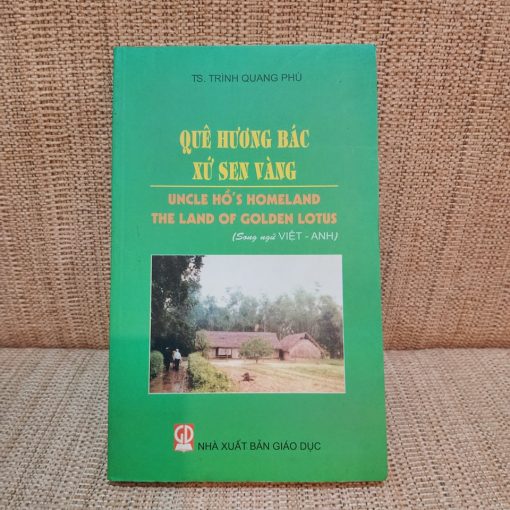 TS. TRÌNH QUANG PHÚ
QUÊ HƯƠNG BÁC
XỨ SEN VÀNG
UNCLE HỒ'S HOMELAND
THE LAND OF GOLDEN LOTUS
(Song ngữ VIỆT - ANH)
GD
NHÀ XUẤT BẢN GIÁO DỤC